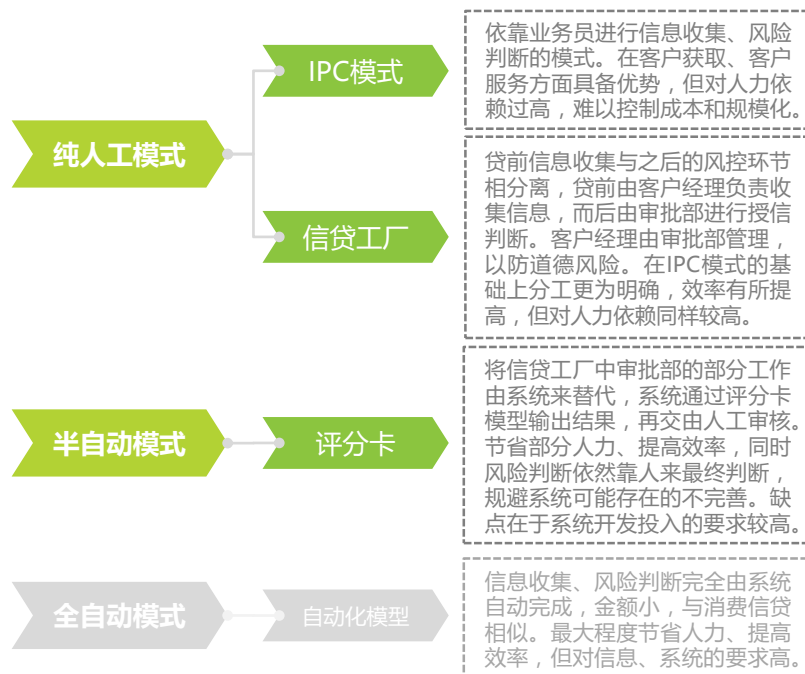 纯人工模式
IPC模式
依靠业务员进行信息收集、风险
判断的模式。在客户获取、客户
服务方面具备优势，但对人力依
赖过高，难以控制成本和规模化。
信贷工厂
贷前信息收集与之后的风控环节
相分离，贷前由客户经理负责收
集信息，而后由审批部进行授信
判断。客户经理由审批部管理，
以防道德风险。在IPC模式的基
础上分工更为明确，效率有所提
高，但对人力依赖同样较高。
半自动模式
评分卡
将信贷工厂中审批部的部分工作
由系统来替代，系统通过评分卡
模型输出结果，再交由人工审核。
节省部分人力、提高效率，同时
风险判断依然靠人来最终判断，
规避系统可能存在的不完善。缺
点在于系统开发投入的要求较高。
全自动模式
自动化模型
信息收集、风险判断完全由系统
自动完成，金额小，与消费信贷
相似。最大程度节省人力、提高
效率，但对信息、系统的要求高。